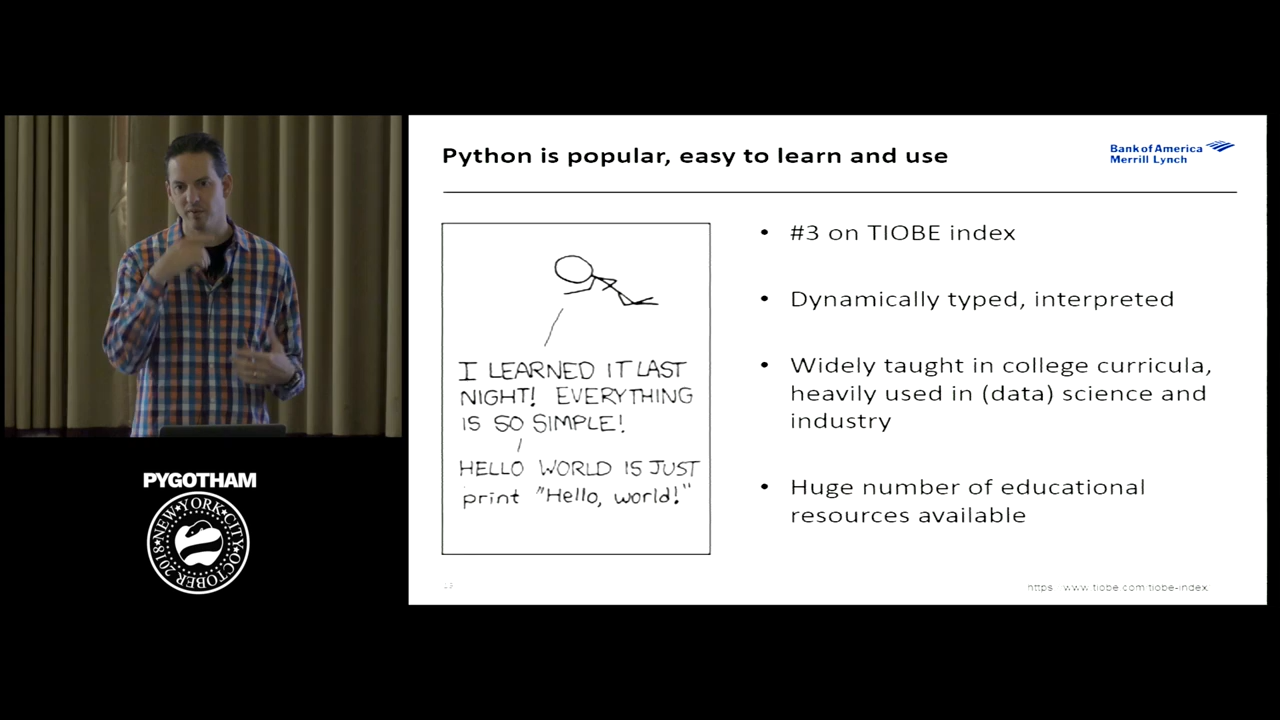 Python is popular, easy to learn and use
Bank of America
Merrill Lynch
I LEARNED IT LAST
NIGHT! EVERYTHING
IS SO SIMPLE!
HELLO WORLD IS JUST
print "Hello, world!"
• #3 on TIOBE index
• Dynamically typed, interpreted
• Widely taught in college curricula,
heavily used in (data) science and
industry
• Huge number of educational
resources available
https www.tiobe.com/tiobe-index
PYGOTHAM
NEW·YORK·CITY
OCTOBER 2018